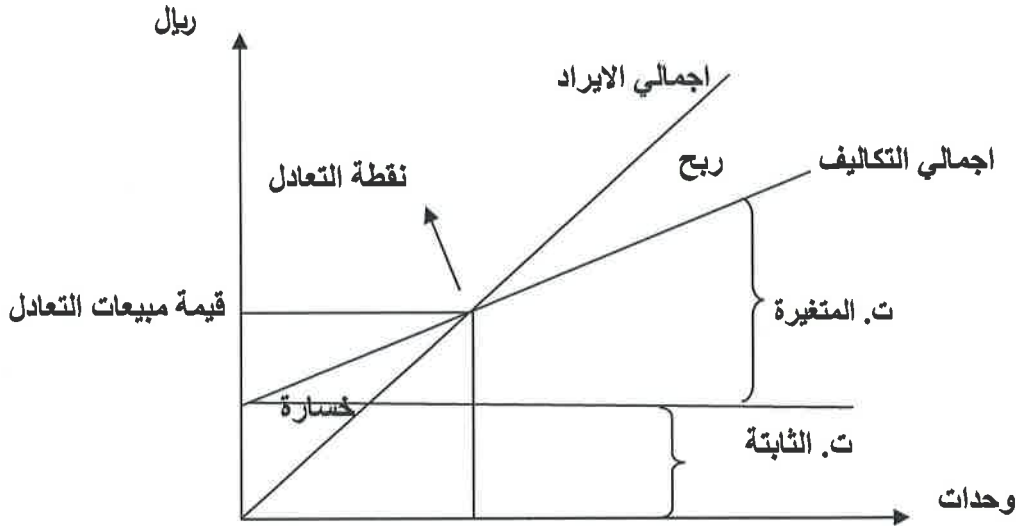 ريال
اجمالي الايراد
ربح
اجمالي التكاليف
نقطة التعادل
قيمة مبيعات التعادل
ت. المتغيرة
خسارة
ت. الثابتة
وحدات